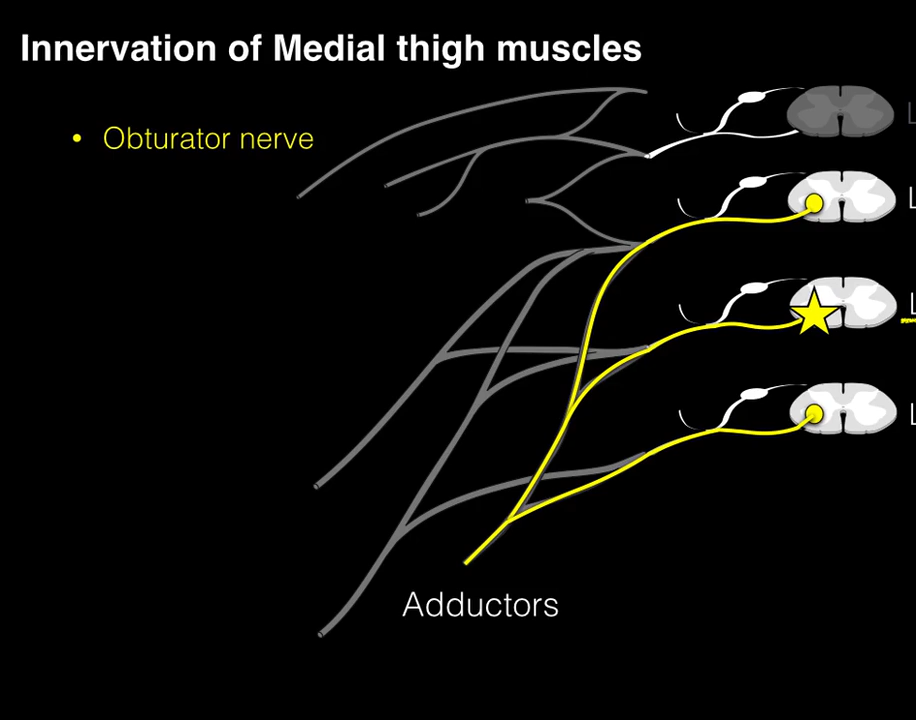 Innervation of Medial thigh muscles
• Obturator nerve
L
L
L
L
Adductors